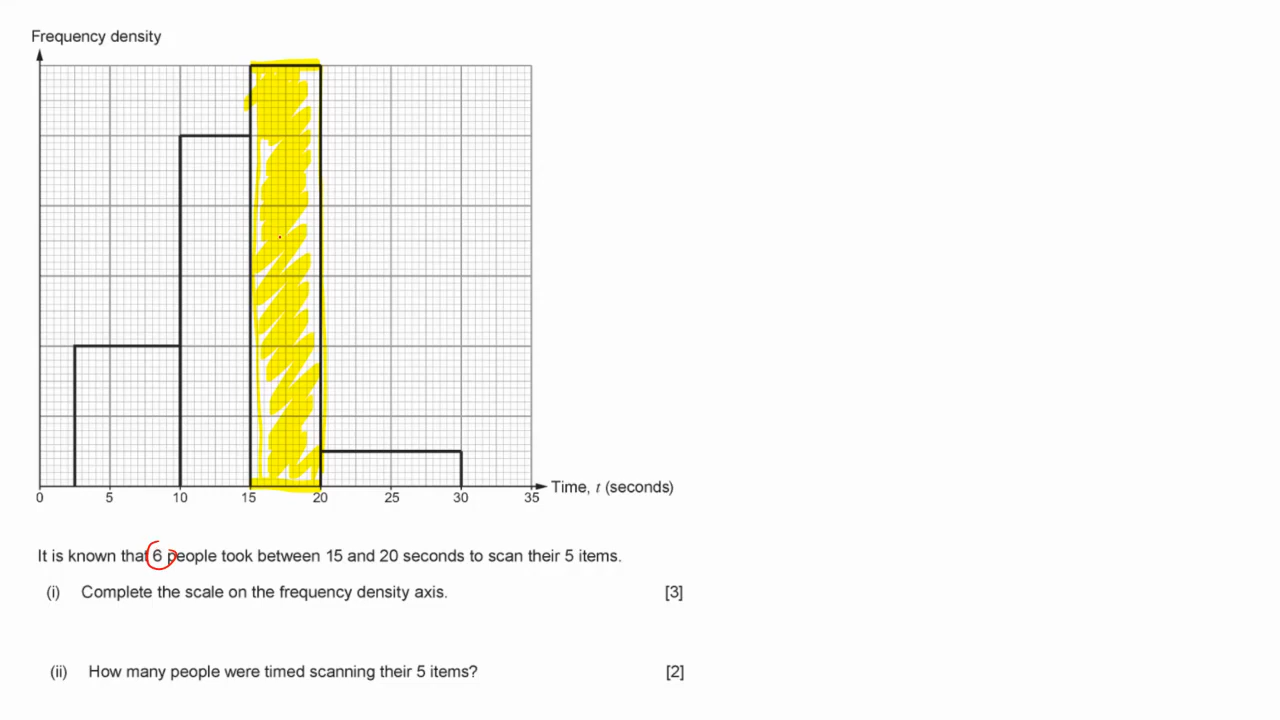 Frequency density
0 5 10 15 20 25 30 35 Time, t (seconds)
It is known that 6 people took between 15 and 20 seconds to scan their 5 items.
(i) Complete the scale on the frequency density axis. [3]
(ii) How many people were timed scanning their 5 items? [2]